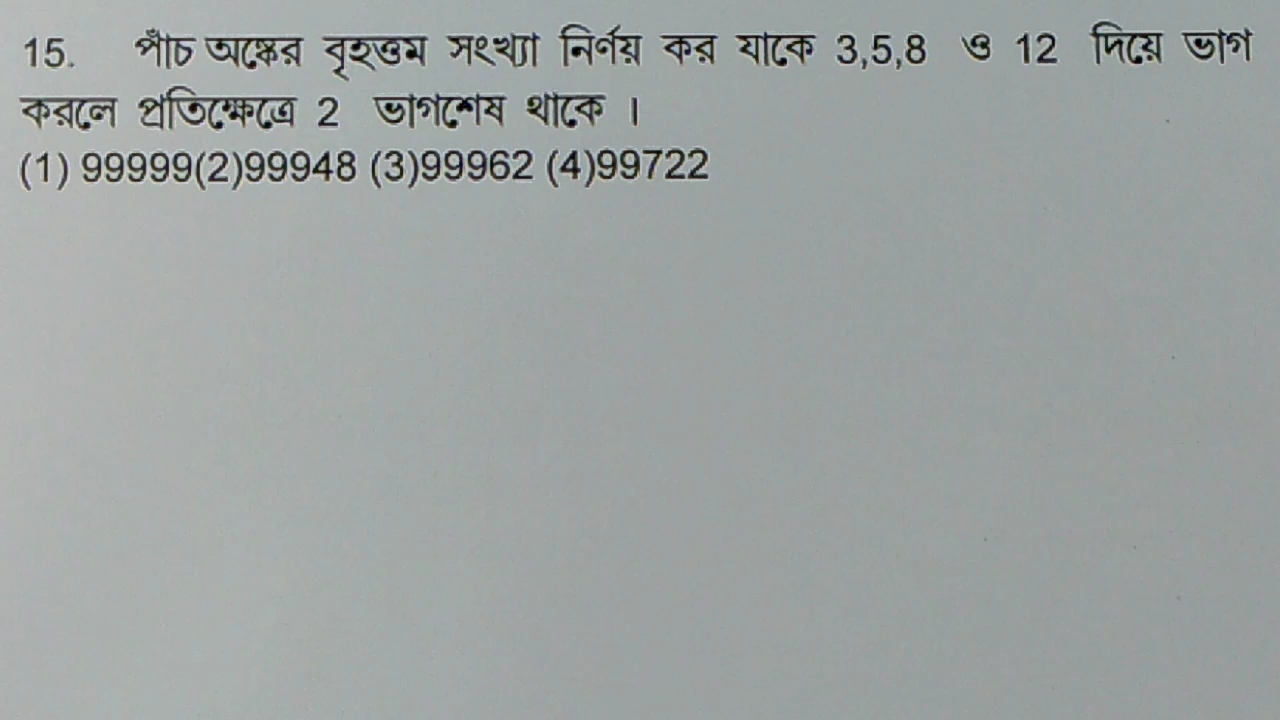 15. পাঁচ অঙ্কের বৃহত্তম সংখ্যা নির্ণয় কর যাকে 3,5,8 ও 12 দিয়ে ভাগ
করলে প্রতিক্ষেত্রে 2 ভাগশেষ থাকে ।
(1) 99999(2)99948 (3)99962 (4)99722